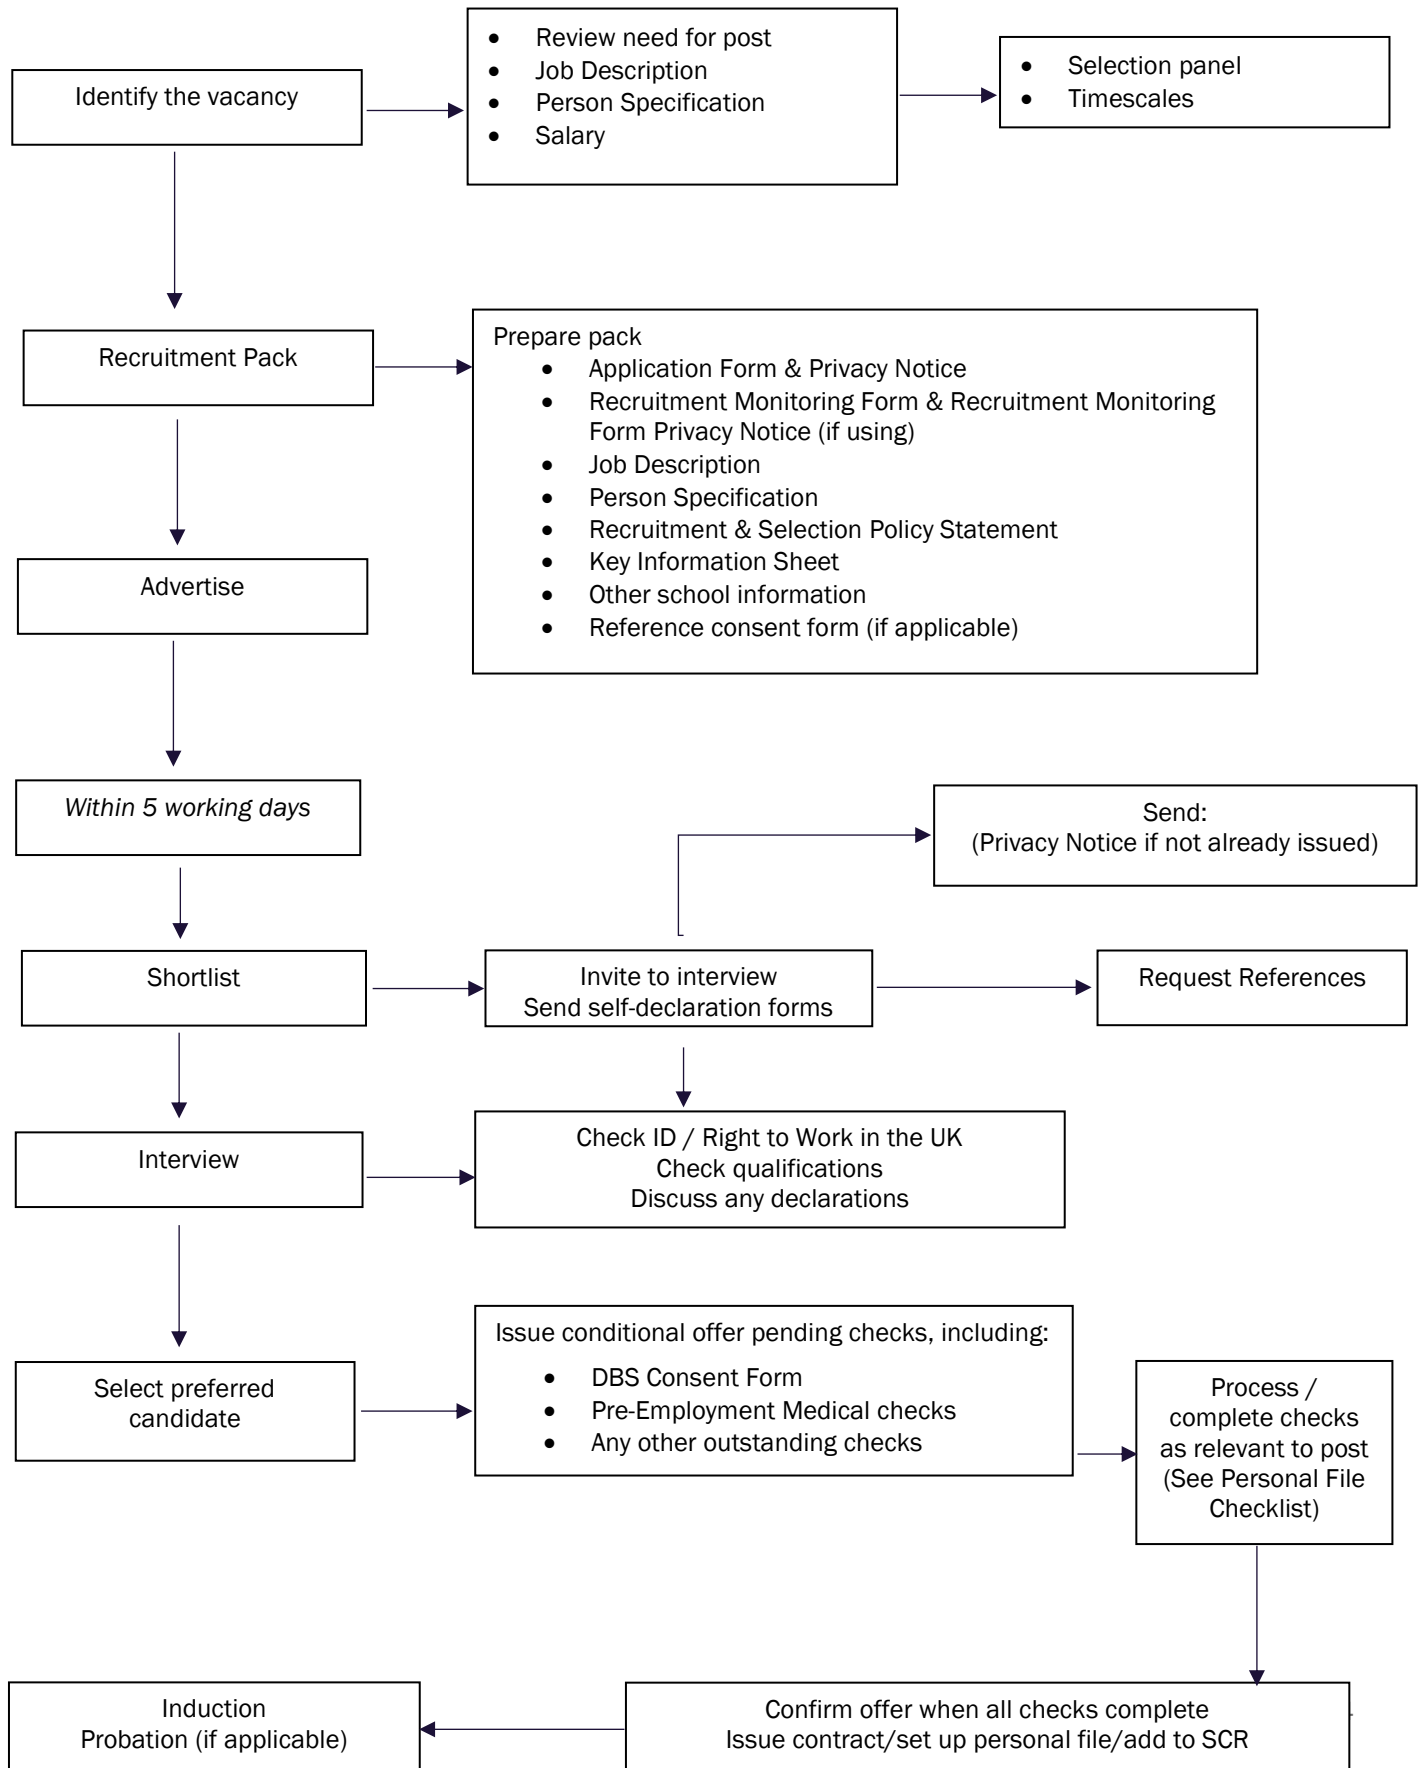 Identify the vacancy
• Review need for post
• Job Description
• Person Specification
• Salary
• Selection panel
• Timescales
Recruitment Pack
Prepare pack
• Application Form & Privacy Notice
• Recruitment Monitoring Form & Recruitment Monitoring
Form Privacy Notice (if using)
• Job Description
• Person Specification
• Recruitment & Selection Policy Statement
• Key Information Sheet
• Other school information
• Reference consent form (if applicable)
Advertise
Within 5 working days
Send:
(Privacy Notice if not already issued)
Shortlist
Invite to interview
Send self-declaration forms
Request References
Interview
Check ID / Right to Work in the UK
Check qualifications
Discuss any declarations
Select preferred
candidate
Issue conditional offer pending checks, including:
• DBS Consent Form
• Pre-Employment Medical checks
• Any other outstanding checks
Process /
complete checks
as relevant to post
(See Personal File
Checklist)
Confirm offer when all checks complete
Issue contract/set up personal file/add to SCR
Induction
Probation (if applicable)